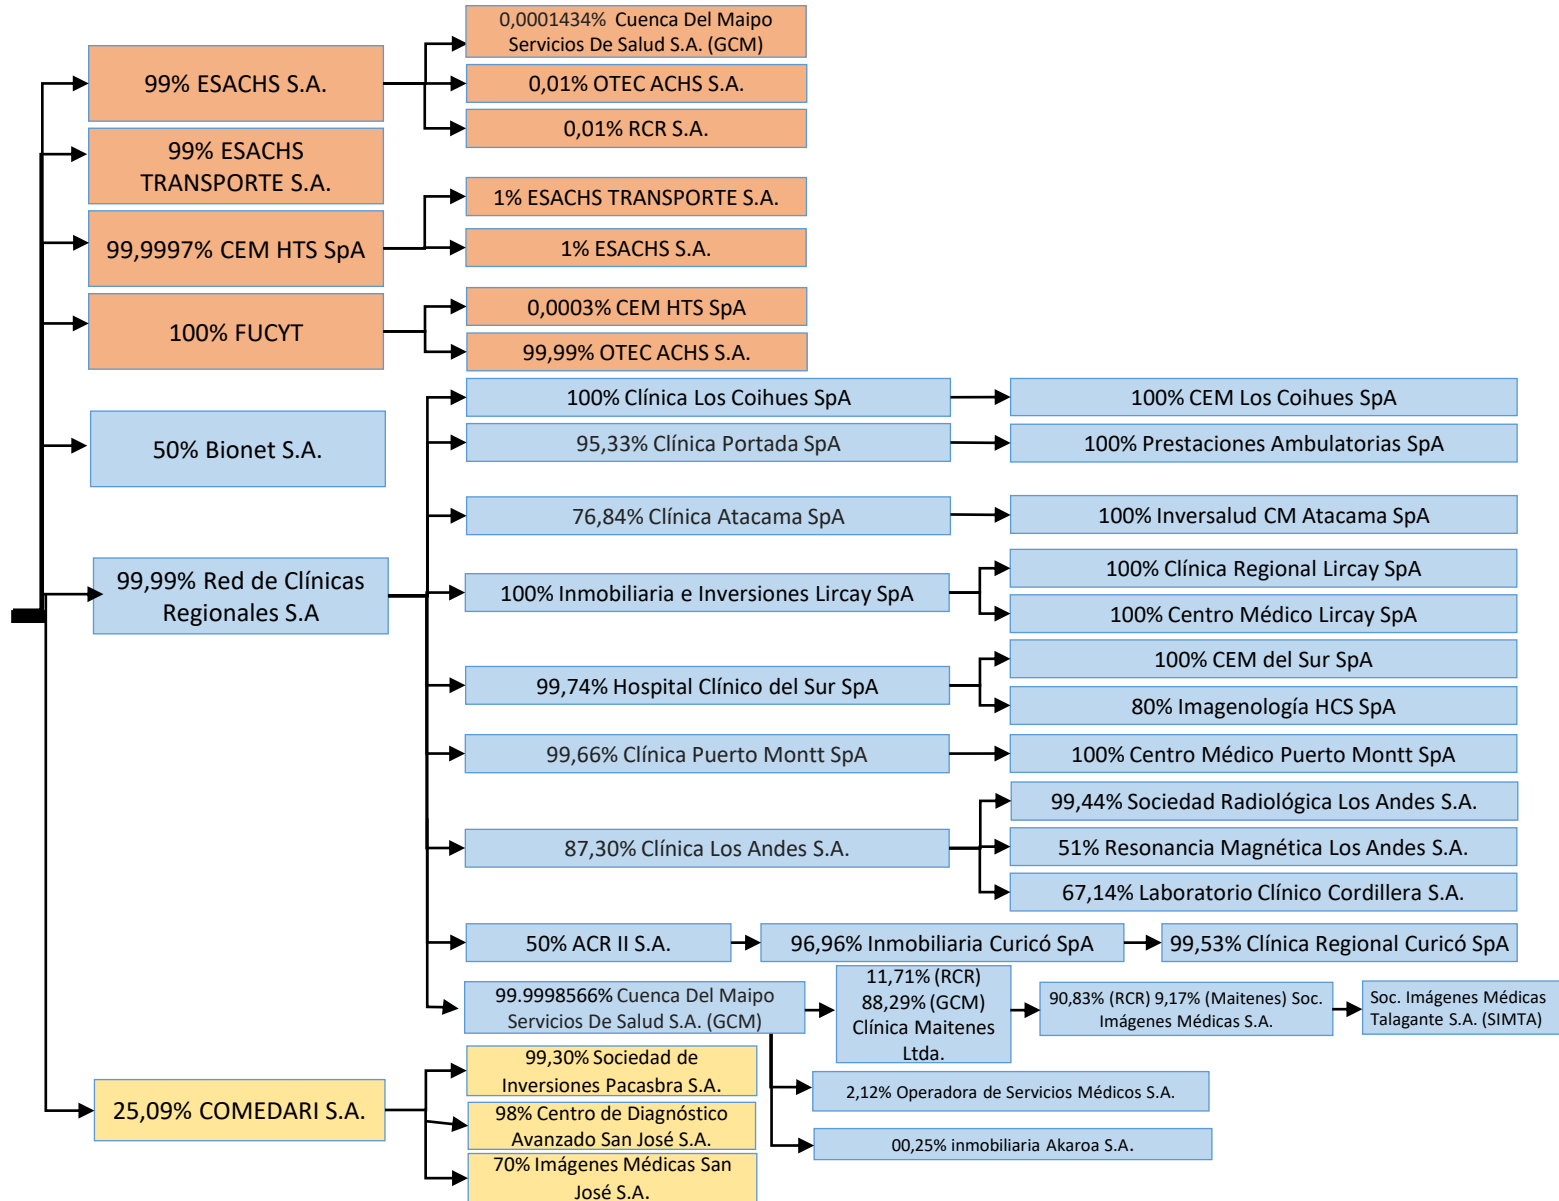 99% ESACHS S.A.
0,0001434% Cuenca Del Maipo
Servicios De Salud S.A. (GCM)
0,01% OTEC ACHS S.A.
0,01% RCR S.A.
99% ESACHS
TRANSPORTE S.A.
99,9997% CEM HTS SpA
1% ESACHS TRANSPORTE S.A.
1% ESACHS S.A.
100% FUCYT
0,0003% CEM HTS SpA
99,99% OTEC ACHS S.A.
50% Bionet S.A.
99,99% Red de Clínicas
Regionales S.A
100% Clínica Los Coihues SpA
100% CEM Los Coihues SpA
95,33% Clínica Portada SpA
100% Prestaciones Ambulatorias SpA
76,84% Clínica Atacama SpA
100% Inversalud CM Atacama SpA
100% Inmobiliaria e Inversiones Lircay SpA
100% Clínica Regional Lircay SpA
100% Centro Médico Lircay SpA
99,74% Hospital Clínico del Sur SpA
100% CEM del Sur SpA
80% Imagenología HCS SpA
99,66% Clínica Puerto Montt SpA
100% Centro Médico Puerto Montt SpA
87,30% Clínica Los Andes S.A.
99,44% Sociedad Radiológica Los Andes S.A.
51% Resonancia Magnética Los Andes S.A.
67,14% Laboratorio Clínico Cordillera S.A.
50% ACR II S.A.
96,96% Inmobiliaria Curicó SpA
99,53% Clínica Regional Curicó SpA
99.9998566% Cuenca Del Maipo
Servicios De Salud S.A. (GCM)
11,71% (RCR)
88,29% (GCM)
Clínica Maitenes
Ltda.
90,83% (RCR) 9,17% (Maitenes) Soc.
Imágenes Médicas S.A.
Soc. Imágenes Médicas
Talagante S.A. (SIMTA)
2,12% Operadora de Servicios Médicos S.A.
00,25% inmobiliaria Akaroa S.A.
25,09% COMEDARI S.A.
99,30% Sociedad de
Inversiones Pacasbra S.A.
98% Centro de Diagnóstico
Avanzado San José S.A.
70% Imágenes Médicas San
José S.A.